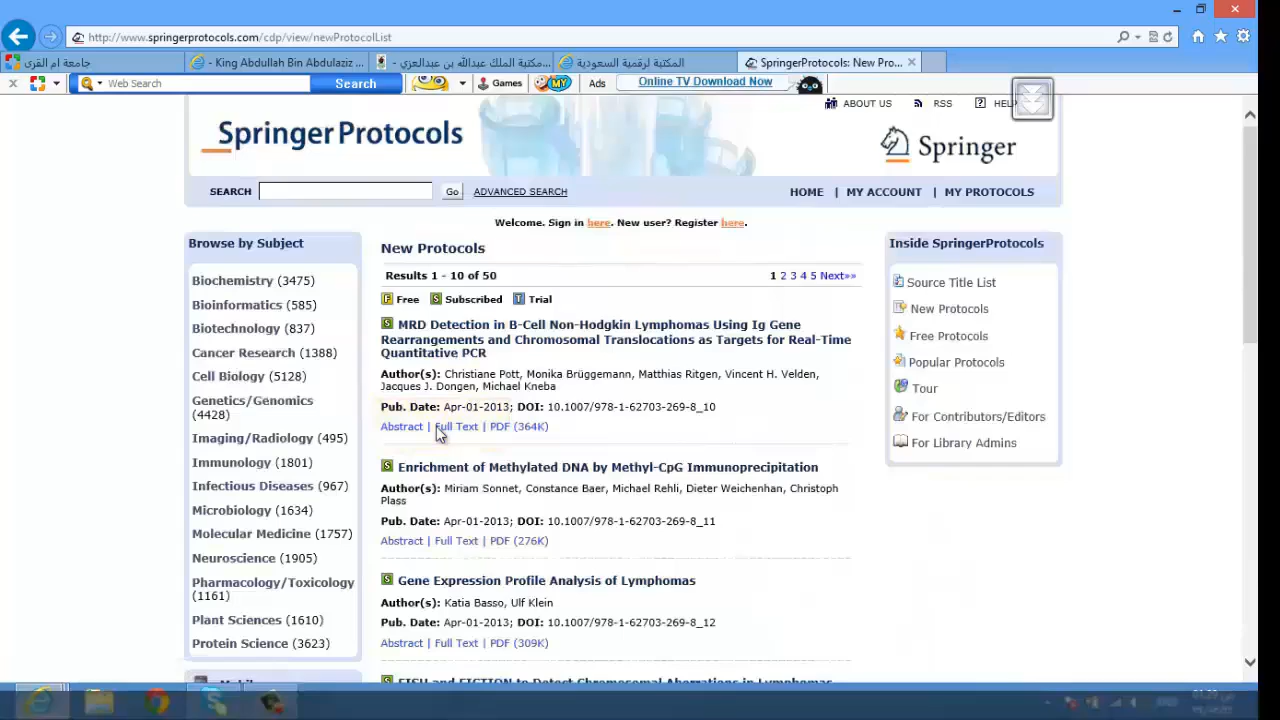 http://www.springerprotocols.com/cdp/view/newProtocolList
جامعة ام القرى
King Abdullah Bin Abdulaziz -
مكتبة الملك عبدالله بن عبدالعزي...
المكتبة لرقمية السعودية
SpringerProtocols: New Pro...
Web Search
Search
Games
MY
Ads
Online TV Download Now
ABOUT US
RSS
HELP
SpringerProtocols
Springer
SEARCH
Go
ADVANCED SEARCH
HOME | MY ACCOUNT | MY PROTOCOLS
Welcome. Sign in here. New user? Register here.
Browse by Subject
Biochemistry (3475)
Bioinformatics (585)
Biotechnology (837)
Cancer Research (1388)
Cell Biology (5128)
Genetics/Genomics
(4428)
Imaging/Radiology (495)
Immunology (1801)
Infectious Diseases (967)
Microbiology (1634)
Molecular Medicine (1757)
Neuroscience (1905)
Pharmacology/Toxicology
(1161)
Plant Sciences (1610)
Protein Science (3623)
New Protocols
Results 1 - 10 of 50
1 2 3 4 5 Next»»
F Free S Subscribed T Trial
S MRD Detection in B-Cell Non-Hodgkin Lymphomas Using Ig Gene
Rearrangements and Chromosomal Translocations as Targets for Real-Time
Quantitative PCR
Author(s): Christiane Pott, Monika Brüggemann, Matthias Ritgen, Vincent H. Velden,
Jacques J. Dongen, Michael Kneba
Pub. Date: Apr-01-2013; DOI: 10.1007/978-1-62703-269-8_10
Abstract | Full Text | PDF (364K)
S Enrichment of Methylated DNA by Methyl-CpG Immunoprecipitation
Author(s): Miriam Sonnet, Constance Baer, Michael Rehli, Dieter Weichenhan, Christoph
Plass
Pub. Date: Apr-01-2013; DOI: 10.1007/978-1-62703-269-8_11
Abstract | Full Text | PDF (276K)
S Gene Expression Profile Analysis of Lymphomas
Author(s): Katia Basso, Ulf Klein
Pub. Date: Apr-01-2013; DOI: 10.1007/978-1-62703-269-8_12
Abstract | Full Text | PDF (309K)
S FISH and FICTION to Detect Chromosomal Aberrations in Lymphomas
Inside SpringerProtocols
Source Title List
New Protocols
Free Protocols
Popular Protocols
Tour
For Contributors/Editors
For Library Admins